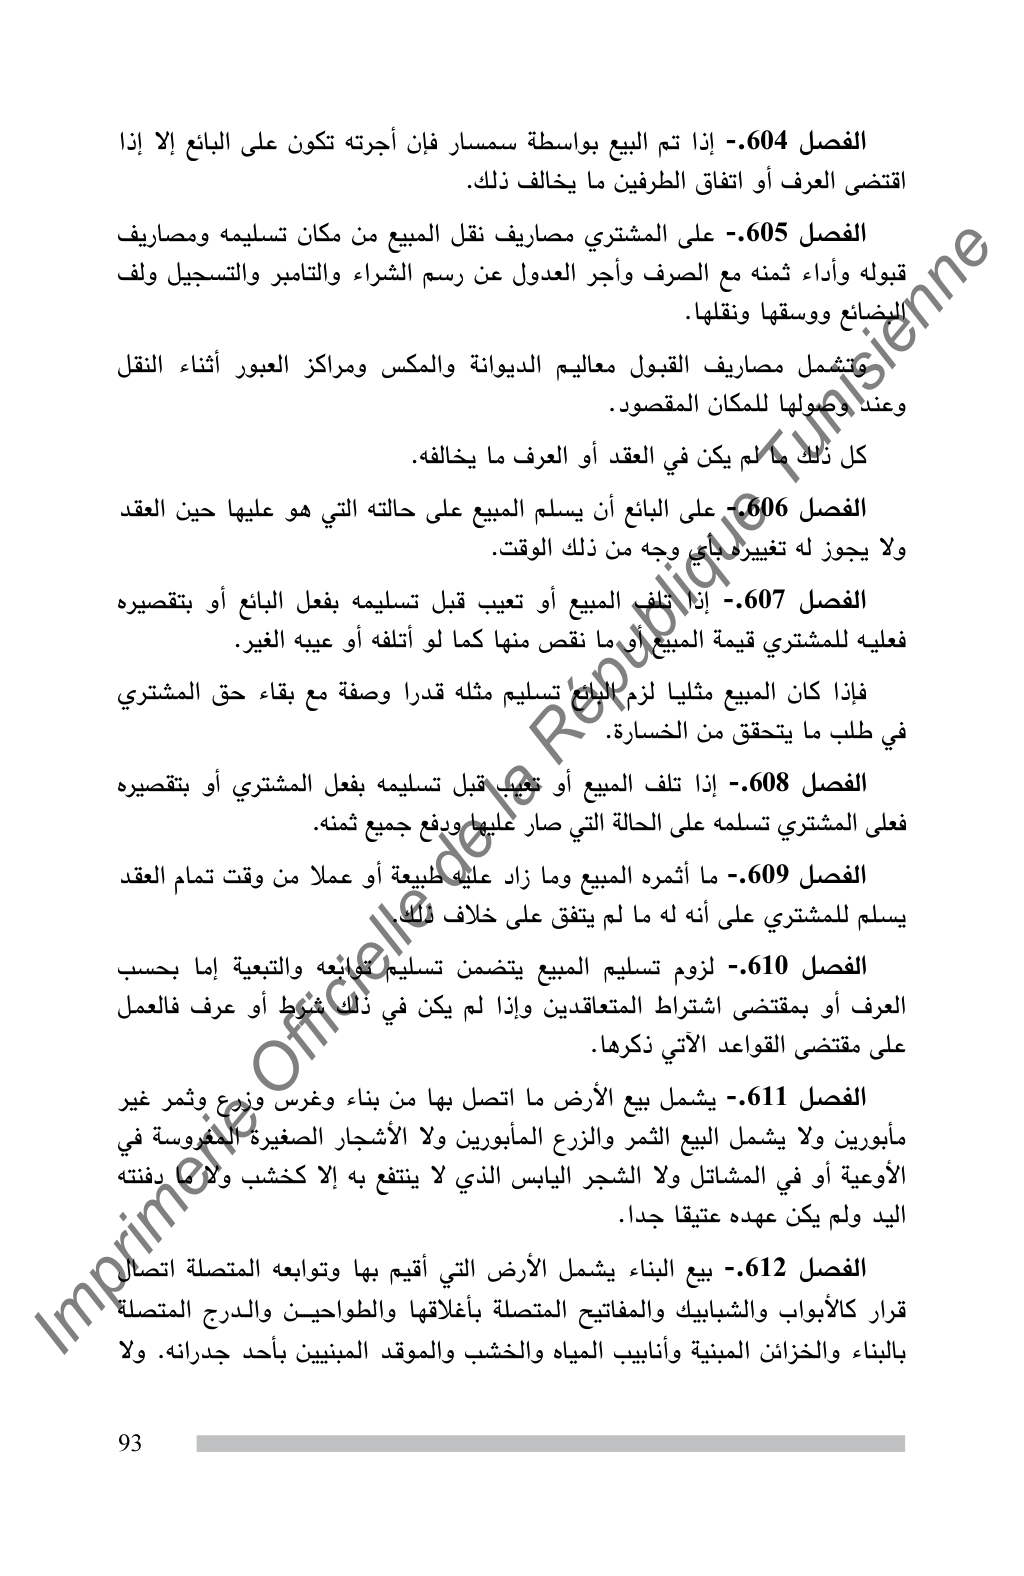 الفصل 604.- إذا تم البيع بواسطة سمسار فإن أجرته تكون على البائع إلا إذا
اقتضى العرف أو اتفاق الطرفين ما يخالف ذلك.
الفصل 605.- على المشتري مصاريف نقل المبيع من مكان تسليمه ومصاريف
قبوله وأداء ثمنه مع الصرف وأجر العدول عن رسم الشراء والتامبر والتسجيل ولف
البضائع ووسقها ونقلها.
وتشمل مصاريف القبول معاليم الديوانة والمكس ومراكز العبور أثناء النقل
وعند وصولها للمكان المقصود.
كل ذلك ما لم يكن في العقد أو العرف ما يخالفه.
الفصل 606.- على البائع أن يسلم المبيع على حالته التي هو عليها حين العقد
ولا يجوز له تغييره بأي وجه من ذلك الوقت.
الفصل 607.- إذا تلف المبيع أو تعيب قبل تسليمه بفعل البائع أو بتقصيره
فعليه للمشتري قيمة المبيع أو ما نقص منها كما لو أتلفه أو عيبه الغير.
فإذا كان المبيع مثليا لزم البائع تسليم مثله قدرا وصفة مع بقاء حق المشتري
في طلب ما يتحقق من الخسارة.
الفصل 608.- إذا تلف المبيع أو تعيب قبل تسليمه بفعل المشتري أو بتقصيره
فعلى المشتري تسلمه على الحالة التي صار عليها ودفع جميع ثمنه.
الفصل 609.- ما أثمره المبيع وما زاد عليه طبيعة أو عملا من وقت تمام العقد
يسلم للمشتري على أنه له ما لم يتفق على خلاف ذلك.
الفصل 610.- لزوم تسليم المبيع يتضمن تسليم توابعه والتبعية إما بحسب
العرف أو بمقتضى اشتراط المتعاقدين وإذا لم يكن في ذلك شرط أو عرف فالعمل
على مقتضى القواعد الآتي ذكرها.
الفصل 611.- يشمل بيع الأرض ما اتصل بها من بناء وغرس وزرع وثمر غير
مأبورين ولا يشمل البيع الثمر والزرع المأبورين ولا الأشجار الصغيرة المغروسة في
الأوعية أو في المشاتل ولا الشجر اليابس الذي لا ينتفع به إلا كخشب ولا ما دفنته
اليد ولم يكن عهده عتيقا جدا.
الفصل 612.- بيع البناء يشمل الأرض التي أقيم بها وتوابعه المتصلة اتصال
قرار كالأبواب والشبابيك والمفاتيح المتصلة بأغلاقها والطواحيــن والدرج المتصلة
بالبناء والخزائن المبنية وأنابيب المياه والخشب والموقد المبنيين بأحد جدرانه. ولا
93
Imprimerie Officielle de la République Tunisienne